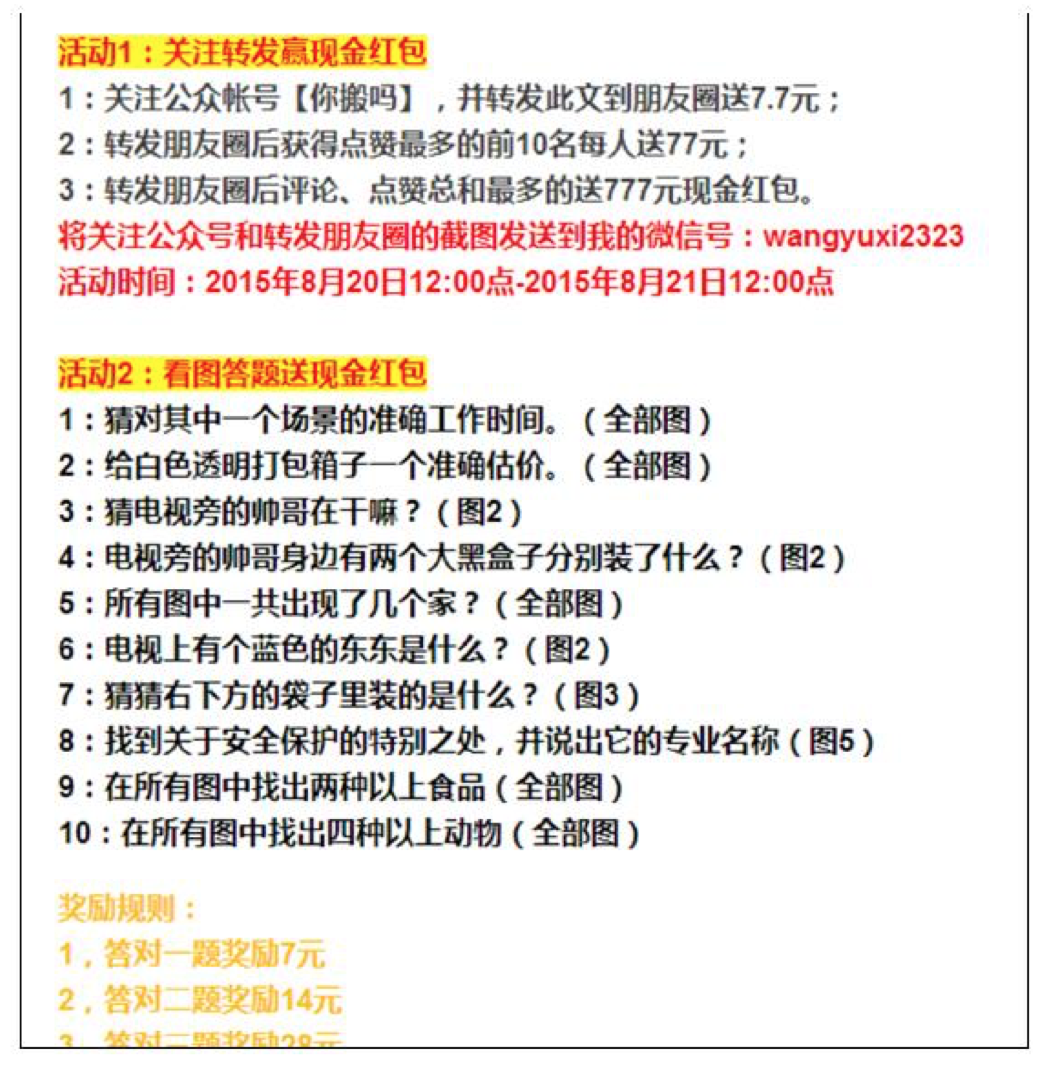 活动1：关注转发赢现金红包
1：关注公众帐号【你搬吗】，并转发此文到朋友圈送7.7元；
2：转发朋友圈后获得点赞最多的前10名每人送77元；
3：转发朋友圈后评论、点赞总和最多的送777元现金红包。
将关注公众号和转发朋友圈的截图发送到我的微信号：wangyuxi2323
活动时间：2015年8月20日12:00点-2015年8月21日12:00点
活动2：看图答题送现金红包
1：猜对其中一个场景的准确工作时间。（全部图）
2：给白色透明打包箱子一个准确估价。（全部图）
3：猜电视旁的帅哥在干嘛？（图2）
4：电视旁的帅哥身边有两个大黑盒子分别装了什么？（图2）
5：所有图中一共出现了几个家？（全部图）
6：电视上有个蓝色的东东是什么？（图2）
7：猜猜右下方的袋子里装的是什么？（图3）
8：找到关于安全保护的特别之处，并说出它的专业名称（图5）
9：在所有图中找出两种以上食品（全部图）
10：在所有图中找出四种以上动物（全部图）
奖励规则：
1，答对一题奖励7元
2，答对二题奖励14元
3，答对三题奖励28元